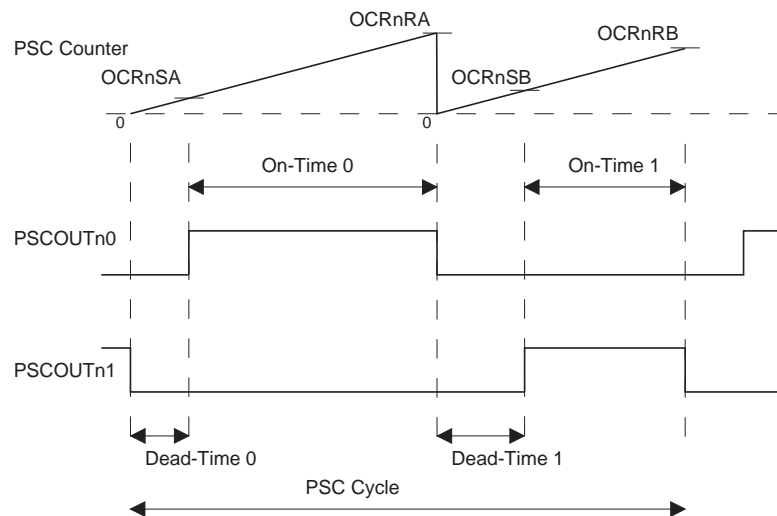 OCRnRA
OCRnRB
PSC Counter
OCRnSA
OCRnSB
0
0
On-Time 0
On-Time 1
PSCOUTn0
PSCOUTn1
Dead-Time 0
Dead-Time 1
PSC Cycle